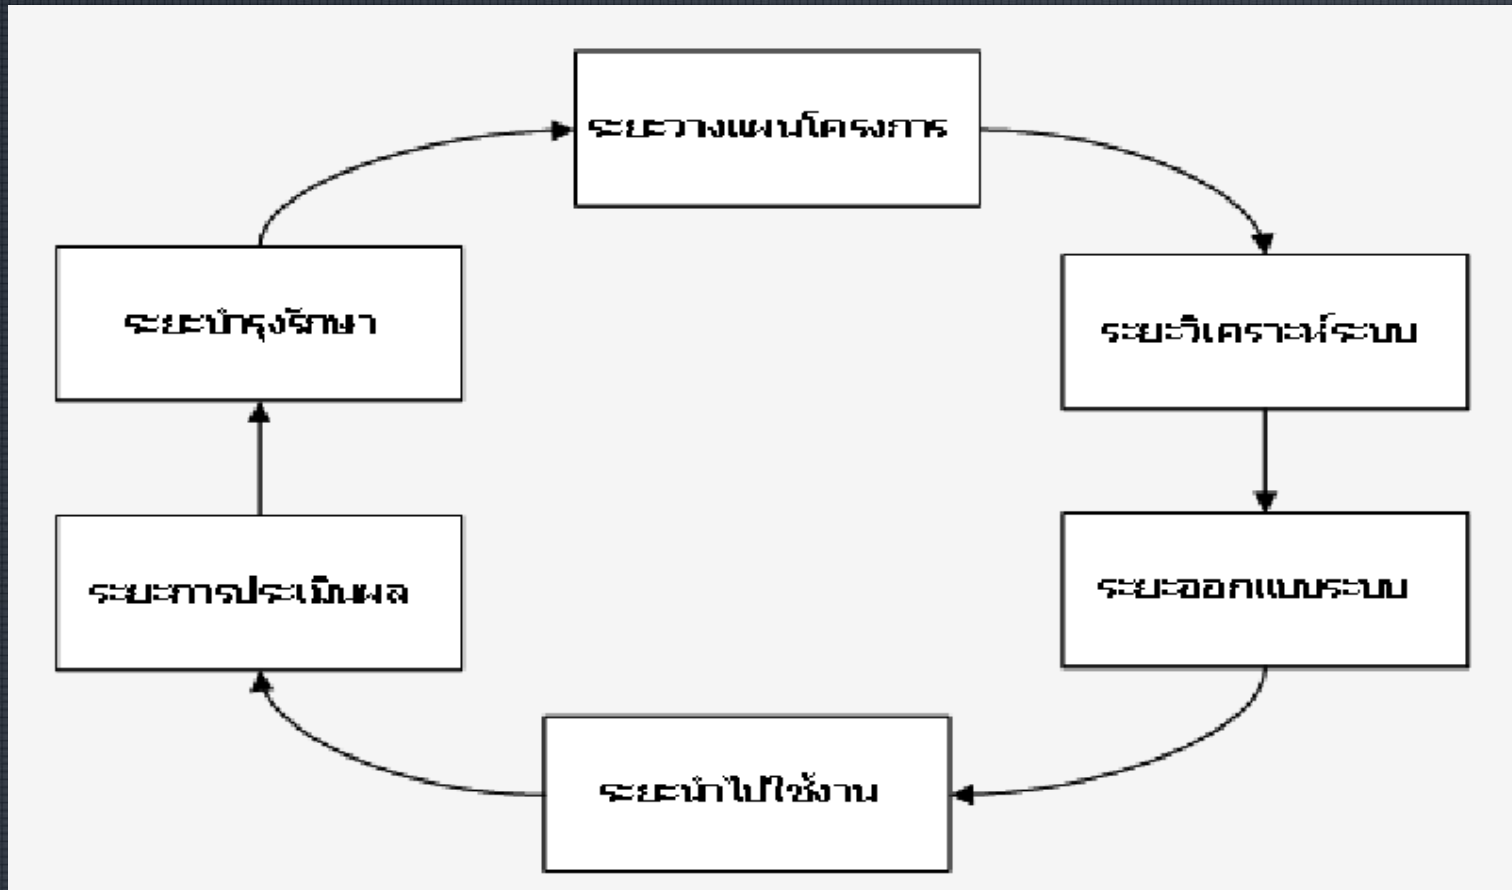 ระยะวางแผนโครงการ
ระยะวิเคราะห์ระบบ
ระยะออกแบบระบบ
ระยะนำไปใช้งาน
ระยะการประเมินผล
ระยะบำรุงรักษา